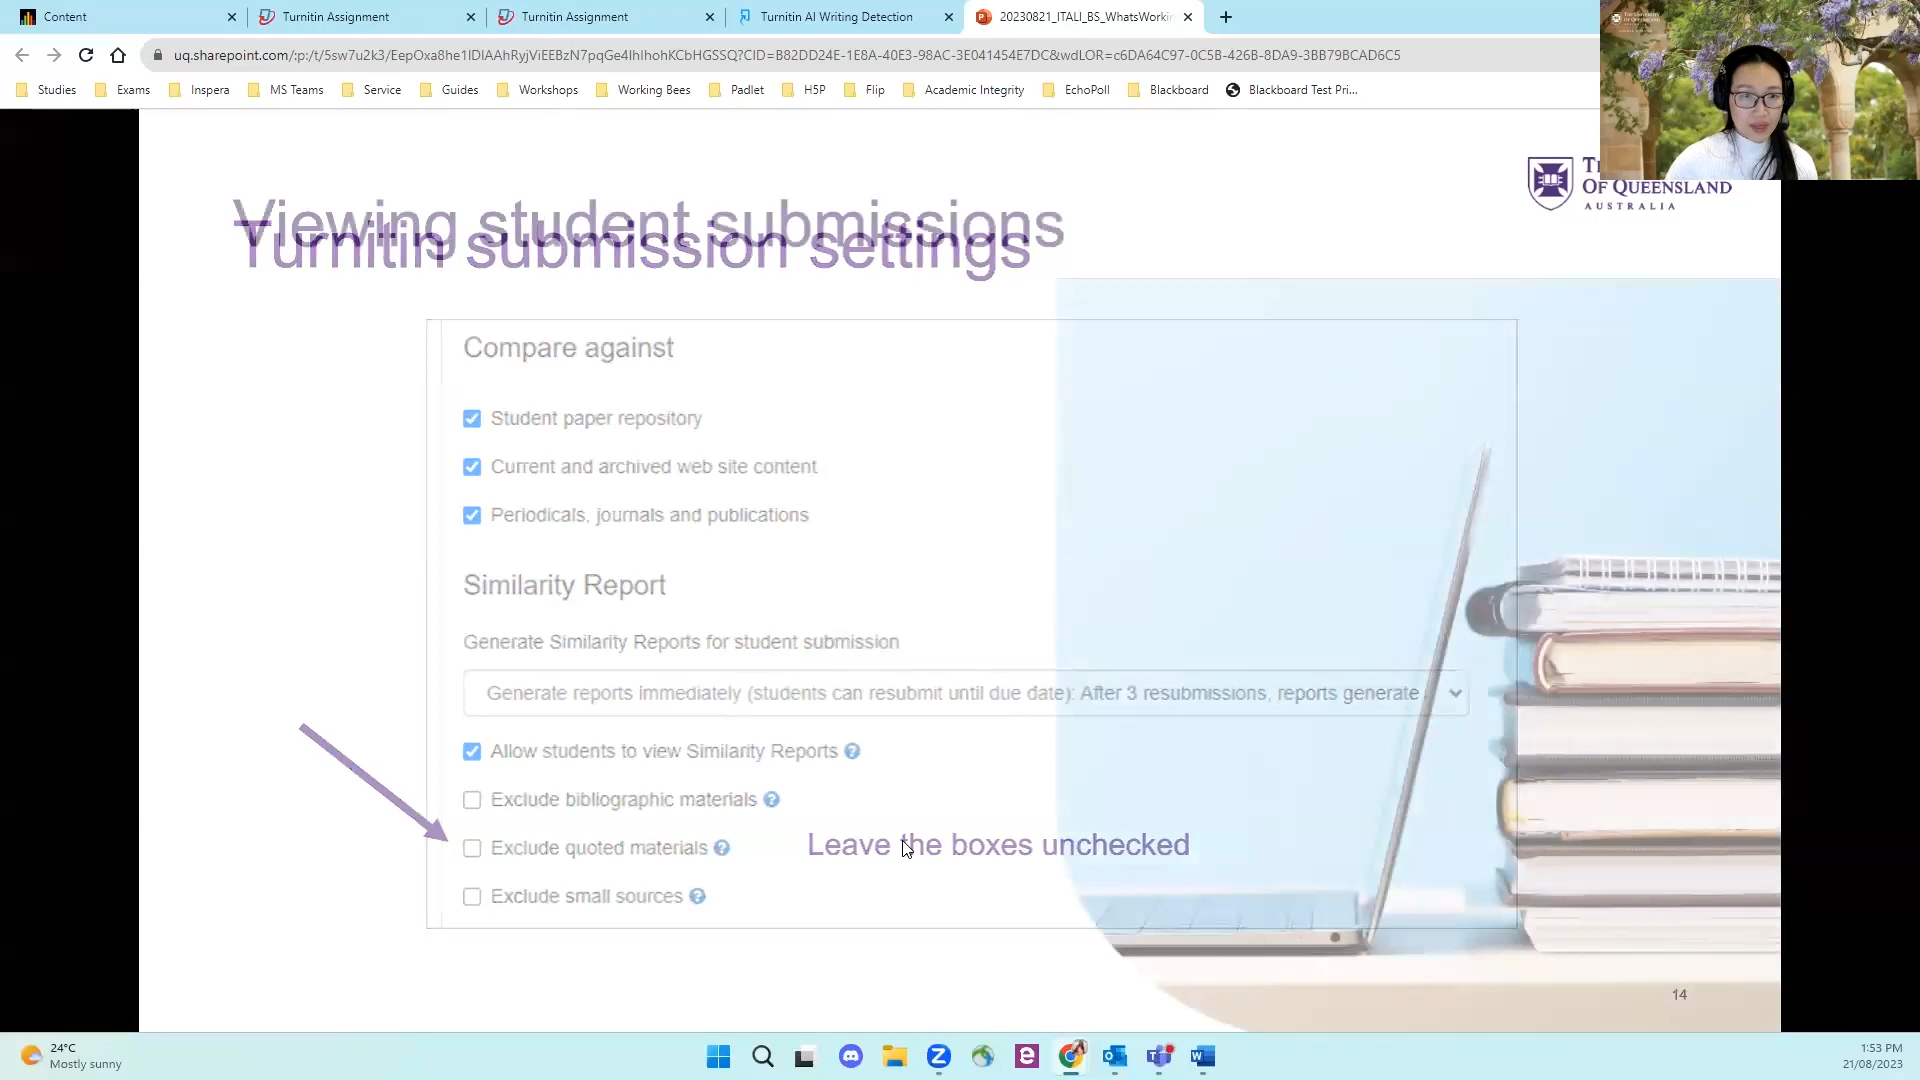 Content
Turnitin Assignment
Turnitin Assignment
Turnitin AI Writing Detection
20230821_ITALI_BS_WhatsWorkin
uq.sharepoint.com/:p:/t/5sw7u2k3/EepOxa8he1lDlAAhRyjViEEBzN7pqGe4IhIhohKCbHGSSQ?CID=B82DD24E-1E8A-40E3-98AC-3E041454E7DC&wdLOR=c6DA64C97-0C5B-426B-8DA9-3BB79BCAD6C5
Studies
Exams
Inspera
MS Teams
Service
Guides
Workshops
Working Bees
Padlet
H5P
Flip
Academic Integrity
EchoPoll
Blackboard
Blackboard Test Pri...
OF QUEENSLAND
AUSTRALIA
Viewing student submissions
Turnitin submission settings
Compare against
Student paper repository
Current and archived web site content
Periodicals, journals and publications
Similarity Report
Generate Similarity Reports for student submission
Generate reports immediately (students can resubmit until due date): After 3 resubmissions, reports generate
Allow students to view Similarity Reports
Exclude bibliographic materials
Exclude quoted materials
Leave the boxes unchecked
Exclude small sources
14
24°C
Mostly sunny
1:53 PM
21/08/2023